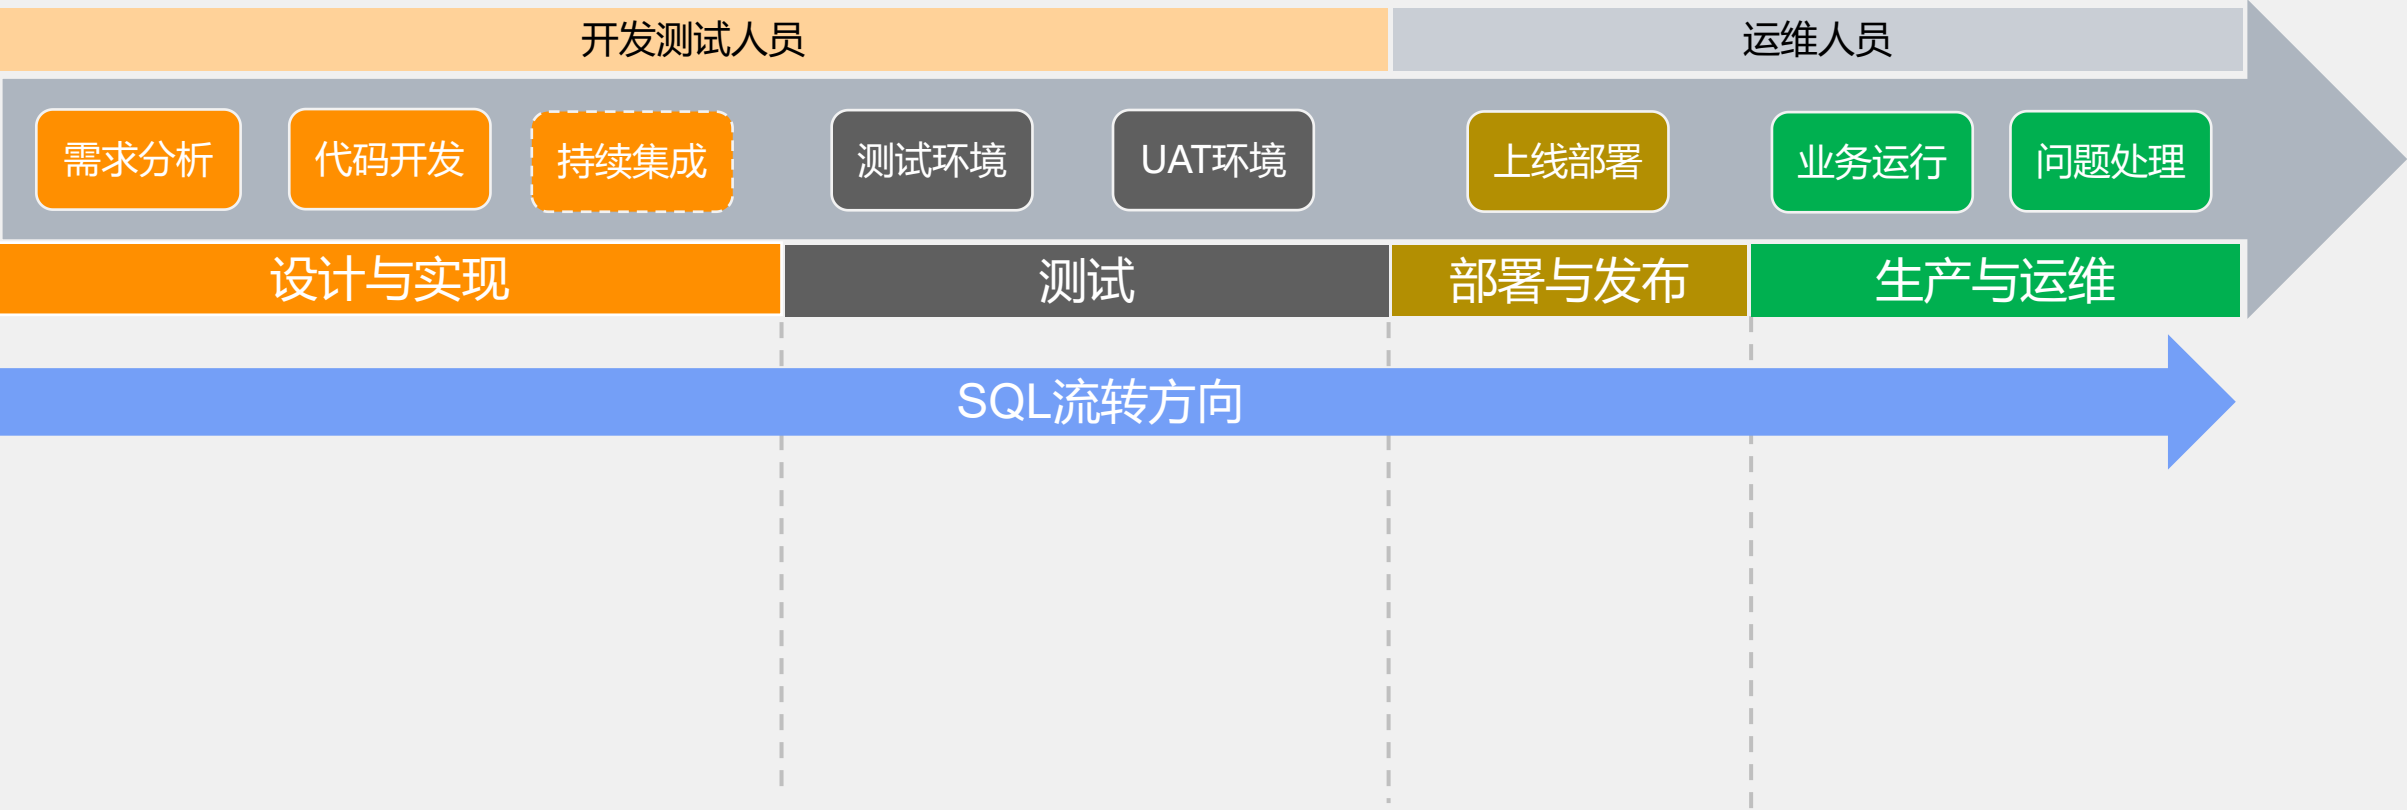 开发测试人员
运维人员
需求分析
代码开发
持续集成
测试环境
UAT环境
上线部署
业务运行
问题处理
设计与实现
测试
部署与发布
生产与运维
SQL流转方向